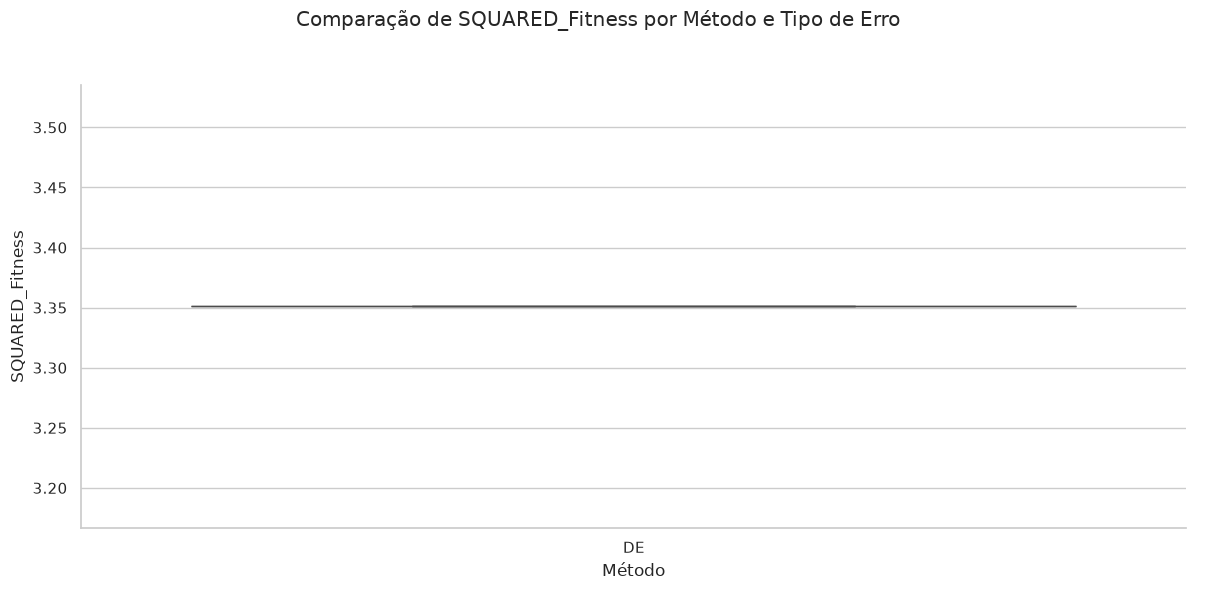 Comparação de SQUARED_Fitness por Método e Tipo de Erro
SQUARED_Fitness
3.50
3.45
3.40
3.35
3.30
3.25
3.20
DE
Método